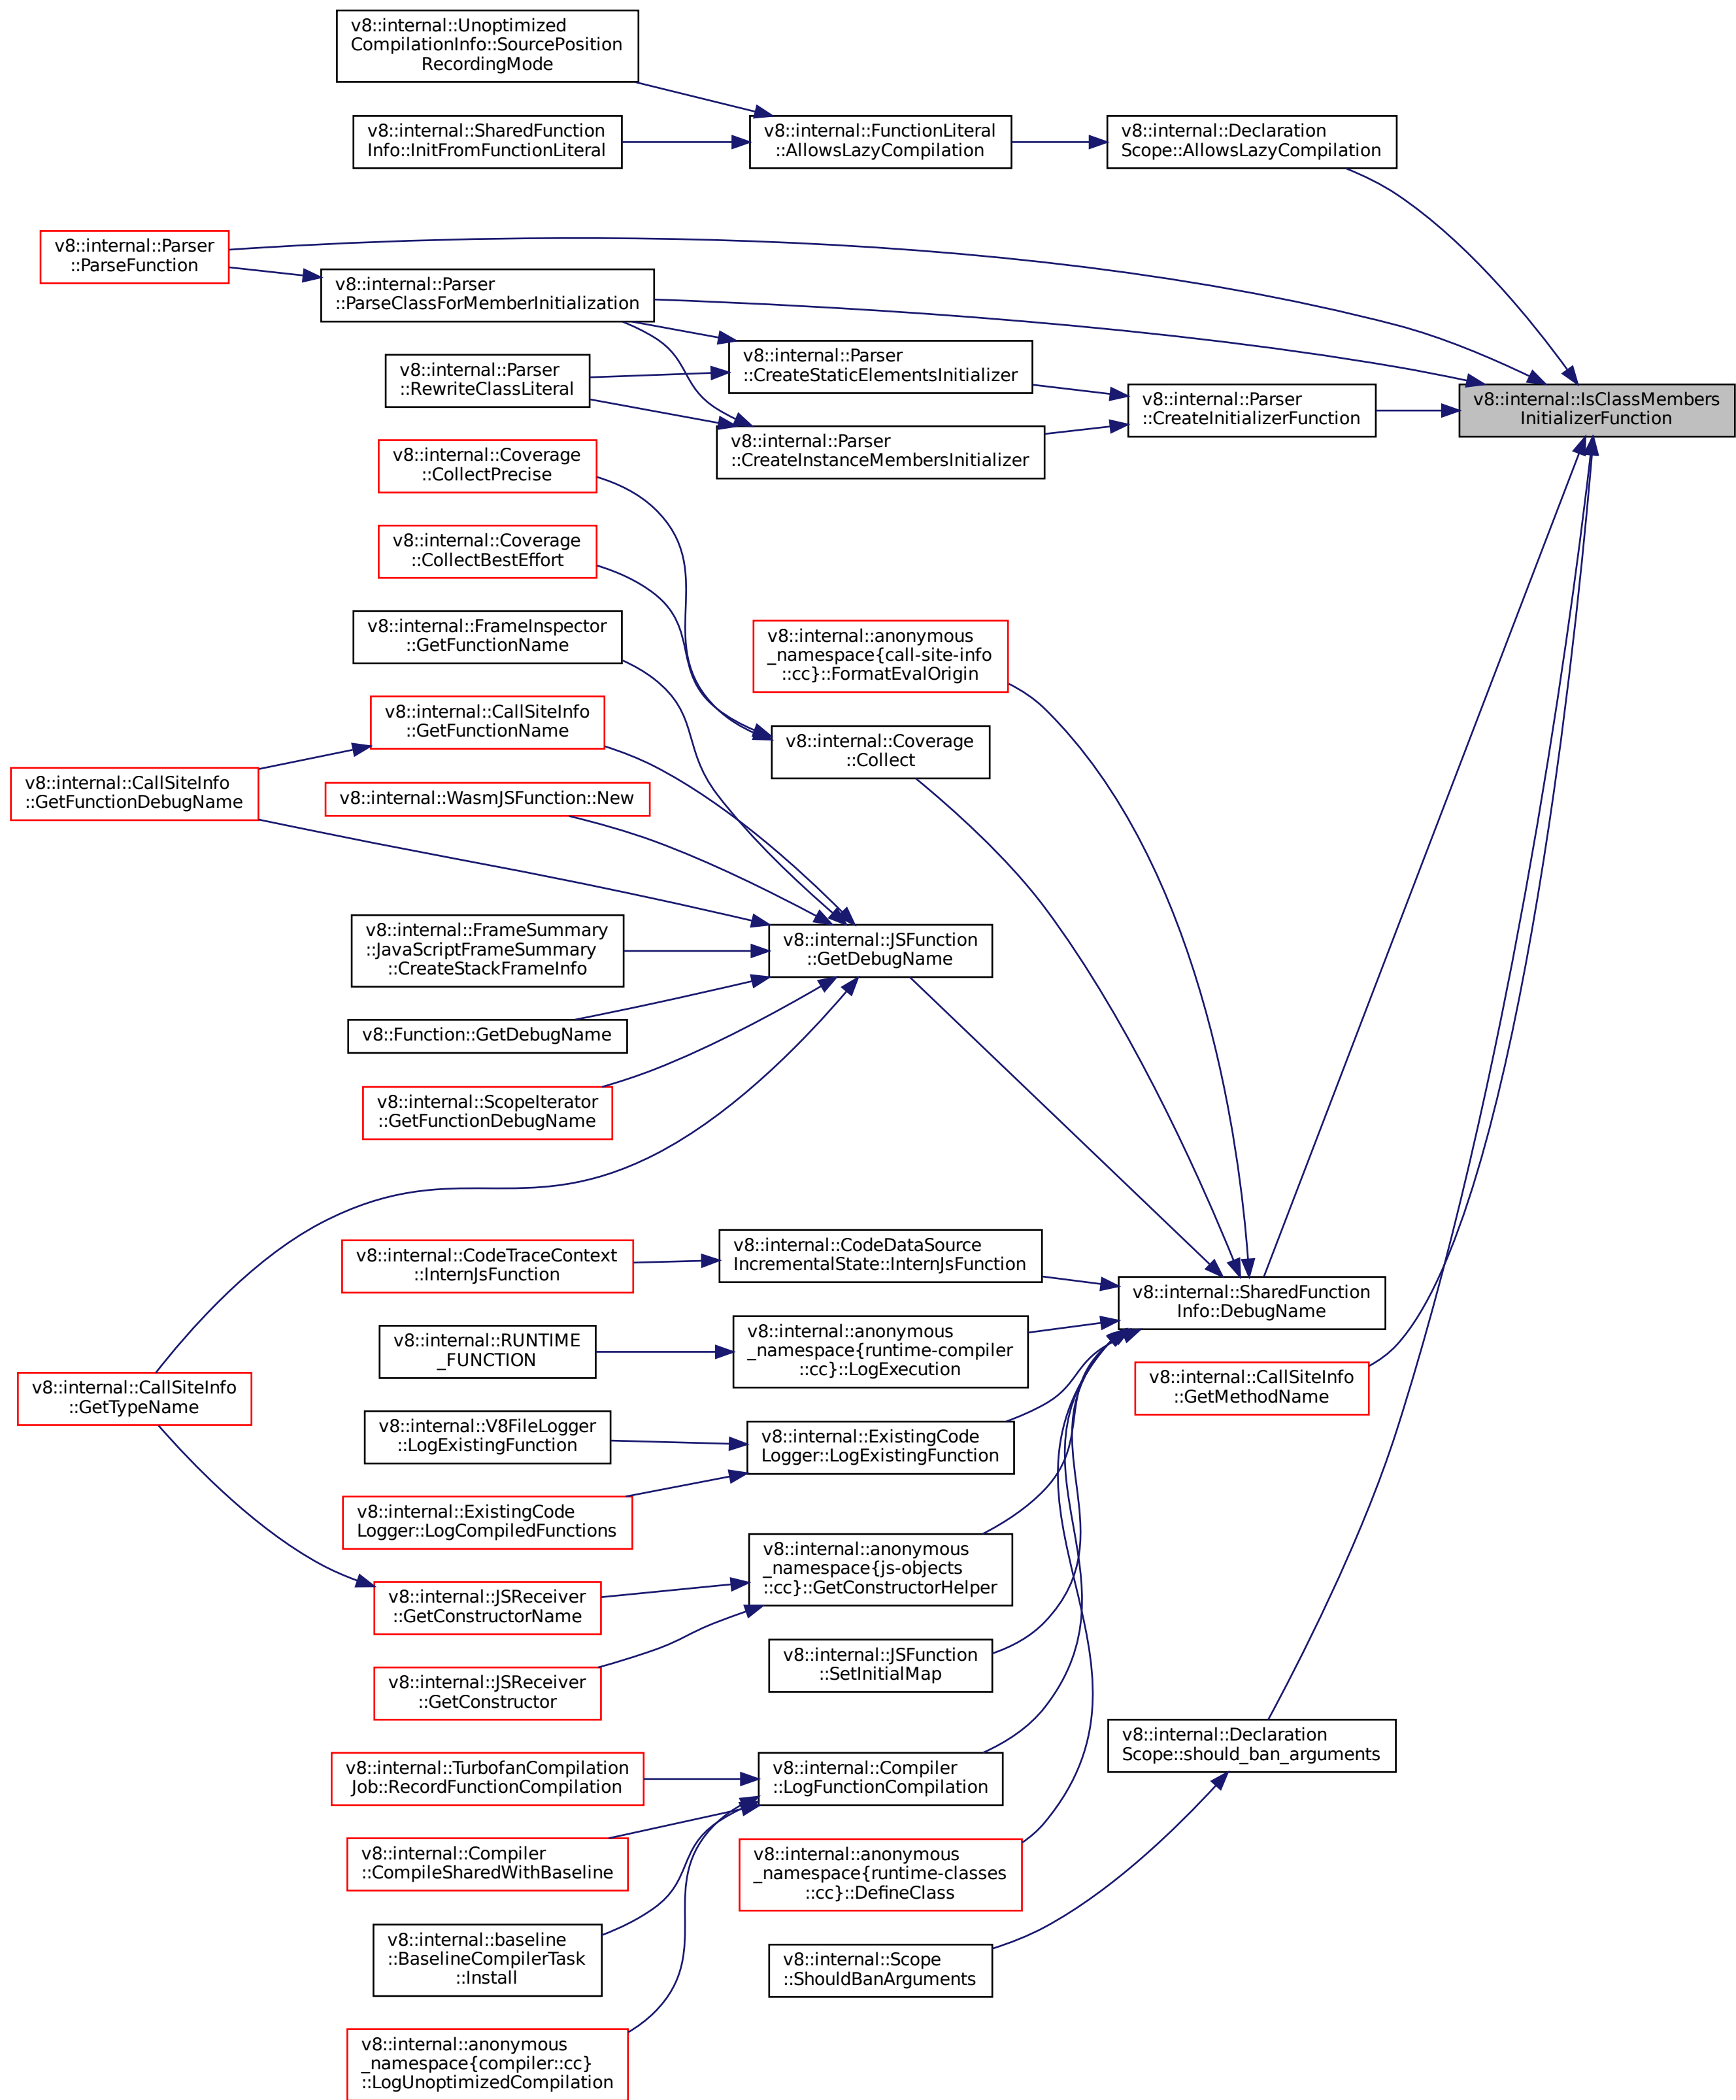 v8::internal::Unoptimized
CompilationInfo::SourcePosition
RecordingMode
v8::internal::SharedFunction
Info::InitFromFunctionLiteral
v8::internal::FunctionLiteral
::AllowsLazyCompilation
v8::internal::Declaration
Scope::AllowsLazyCompilation
v8::internal::Parser
::ParseFunction
v8::internal::Parser
::ParseClassForMemberInitialization
v8::internal::Parser
::RewriteClassLiteral
v8::internal::Parser
::CreateStaticElementsInitializer
v8::internal::Parser
::CreateInstanceMembersInitializer
v8::internal::Parser
::CreateInitializerFunction
v8::internal::IsClassMembers
InitializerFunction
v8::internal::Coverage
::CollectPrecise
v8::internal::Coverage
::CollectBestEffort
v8::internal::FrameInspector
::GetFunctionName
v8::internal::anonymous
_namespace{call-site-info
::cc}::FormatEvalOrigin
v8::internal::CallSiteInfo
::GetFunctionName
v8::internal::Coverage
::Collect
v8::internal::CallSiteInfo
::GetFunctionDebugName
v8::internal::WasmJSFunction::New
v8::internal::FrameSummary
::JavaScriptFrameSummary
::CreateStackFrameInfo
v8::internal::JSFunction
::GetDebugName
v8::Function::GetDebugName
v8::internal::ScopeIterator
::GetFunctionDebugName
v8::internal::CodeTraceContext
::InternJsFunction
v8::internal::CodeDataSource
IncrementalState::InternJsFunction
v8::internal::SharedFunction
Info::DebugName
v8::internal::RUNTIME
_FUNCTION
v8::internal::anonymous
_namespace{runtime-compiler
::cc}::LogExecution
v8::internal::CallSiteInfo
::GetMethodName
v8::internal::CallSiteInfo
::GetTypeName
v8::internal::V8FileLogger
::LogExistingFunction
v8::internal::ExistingCode
Logger::LogExistingFunction
v8::internal::ExistingCode
Logger::LogCompiledFunctions
v8::internal::anonymous
_namespace{js-objects
::cc}::GetConstructorHelper
v8::internal::JSReceiver
::GetConstructorName
v8::internal::JSFunction
::SetInitialMap
v8::internal::JSReceiver
::GetConstructor
v8::internal::Declaration
Scope::should_ban_arguments
v8::internal::TurbofanCompilation
Job::RecordFunctionCompilation
v8::internal::Compiler
::LogFunctionCompilation
v8::internal::Compiler
::CompileSharedWithBaseline
v8::internal::anonymous
_namespace{runtime-classes
::cc}::DefineClass
v8::internal::baseline
::BaselineCompilerTask
::Install
v8::internal::Scope
::ShouldBanArguments
v8::internal::anonymous
_namespace{compiler::cc}
::LogUnoptimizedCompilation